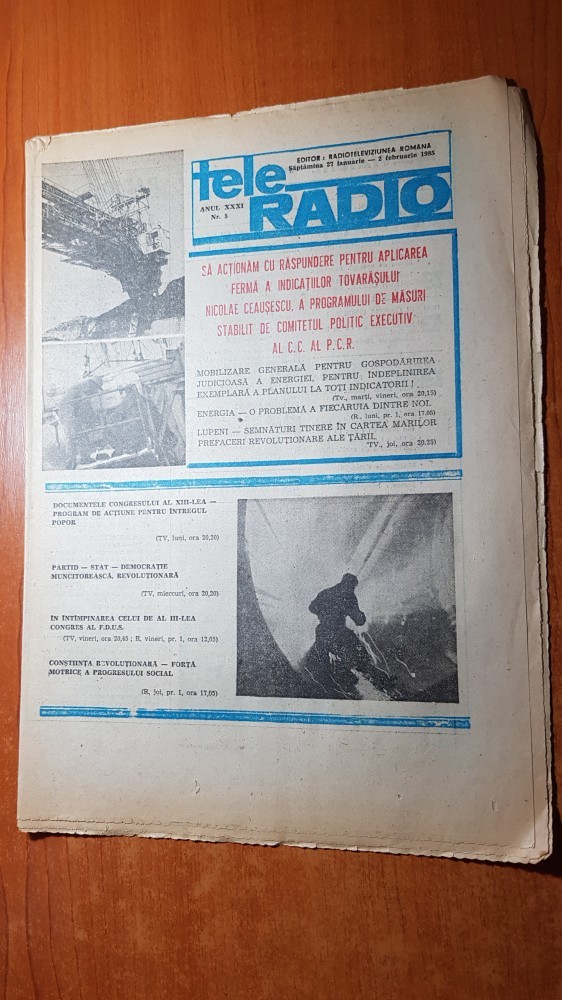 EDITOR : RADIOTELEVIZIUNEA ROMANA
Săptămîna 27 ianuarie — 2 februarie 1985
tele
RADIO
ANUL XXXI
Nr. 5
SĂ ACȚIONĂM CU RĂSPUNDERE PENTRU APLICAREA
FERMĂ A INDICAȚIILOR TOVARĂȘULUI
NICOLAE CEAUȘESCU, A PROGRAMULUI DE MĂSURI
STABILIT DE COMITETUL POLITIC EXECUTIV
AL C.C. AL P.C.R.
MOBILIZARE GENERALĂ PENTRU GOSPODĂRIREA
JUDICIOASĂ A ENERGIEI, PENTRU ÎNDEPLINIREA
EXEMPLARĂ A PLANULUI LA TOȚI INDICATORII !
(Tv., marți, vineri, ora 20,15)
ENERGIA — O PROBLEMĂ A FIECĂRUIA DINTRE NOI.
(R., luni, pr. 1, ora 17,05)
LUPENI — SEMNĂTURI TINERE ÎN CARTEA MARILOR
PREFACERI REVOLUȚIONARE ALE ȚĂRII.
TV., joi, ora 20.25)
DOCUMENTELE CONGRESULUI AL XIII-LEA —
PROGRAM DE ACȚIUNE PENTRU ÎNTREGUL
POPOR
(TV, luni, ora 20,20)
PARTID — STAT — DEMOCRAȚIE
MUNCITOREASCĂ, REVOLUȚIONARĂ
(TV, miercuri, ora 20,20)
ÎN ÎNTÎMPINAREA CELUI DE AL III-LEA
CONGRES AL F.D.U.S.
(TV, vineri, ora 20,45 ; R, vineri, pr. 1, ora 12,05)
CONȘTIINȚA REVOLUȚIONARĂ — FORȚĂ
MOTRICE A PROGRESULUI SOCIAL
(R, joi, pr. 1, ora 17,05)